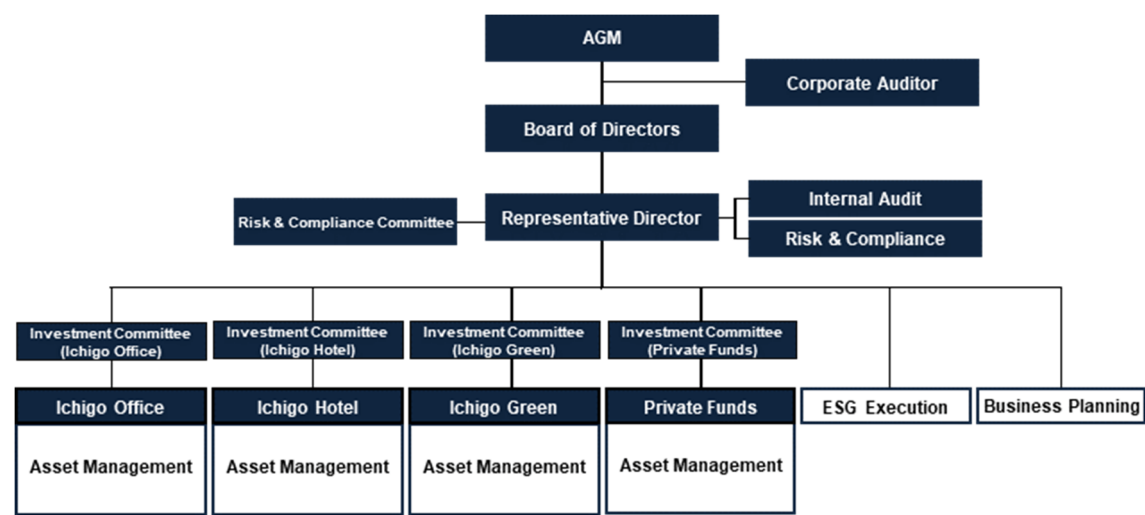 AGM
Corporate Auditor
Board of Directors
Internal Audit
Risk & Compliance Committee
Representative Director
Risk & Compliance
Investment Committee
(Ichigo Office)
Investment Committee
(Ichigo Hotel)
Investment Committee
(Ichigo Green)
Investment Committee
(Private Funds)
Ichigo Office
Ichigo Hotel
Ichigo Green
Private Funds
ESG Execution
Business Planning
Asset Management
Asset Management
Asset Management
Asset Management